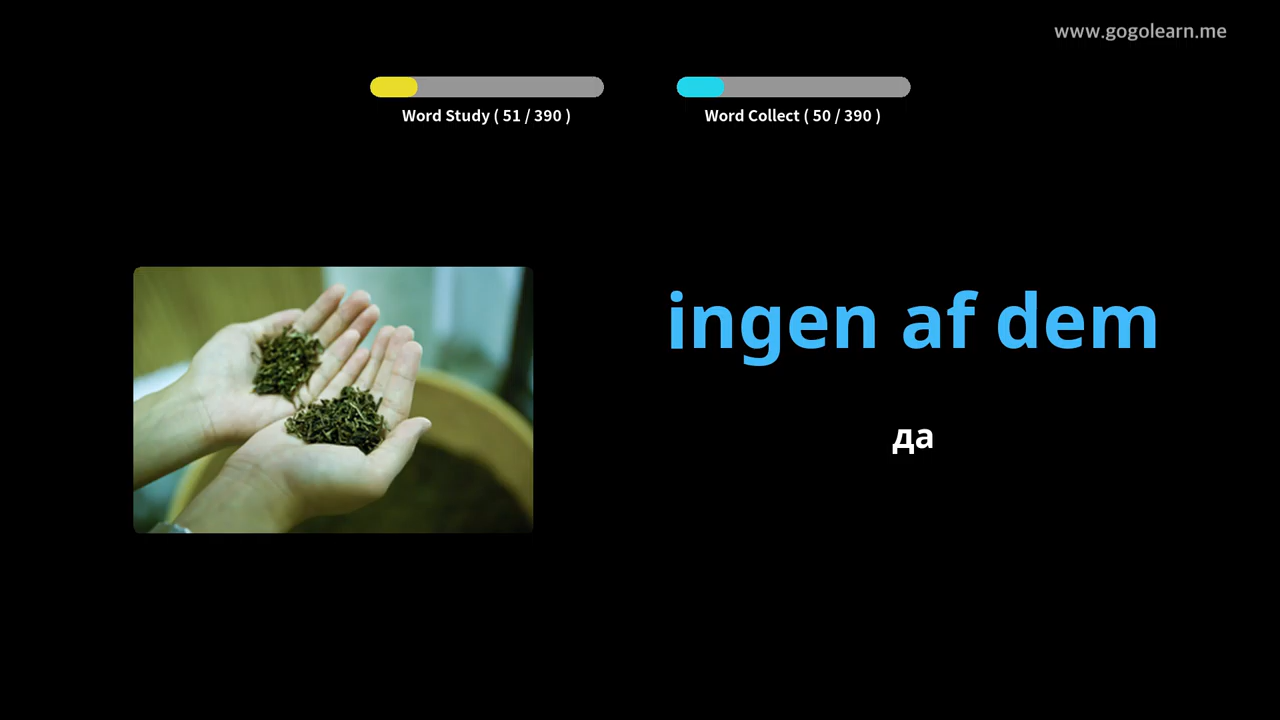 www.gogolearn.me
Word Study ( 51 / 390 )
Word Collect ( 50 / 390 )
ingen af dem
да